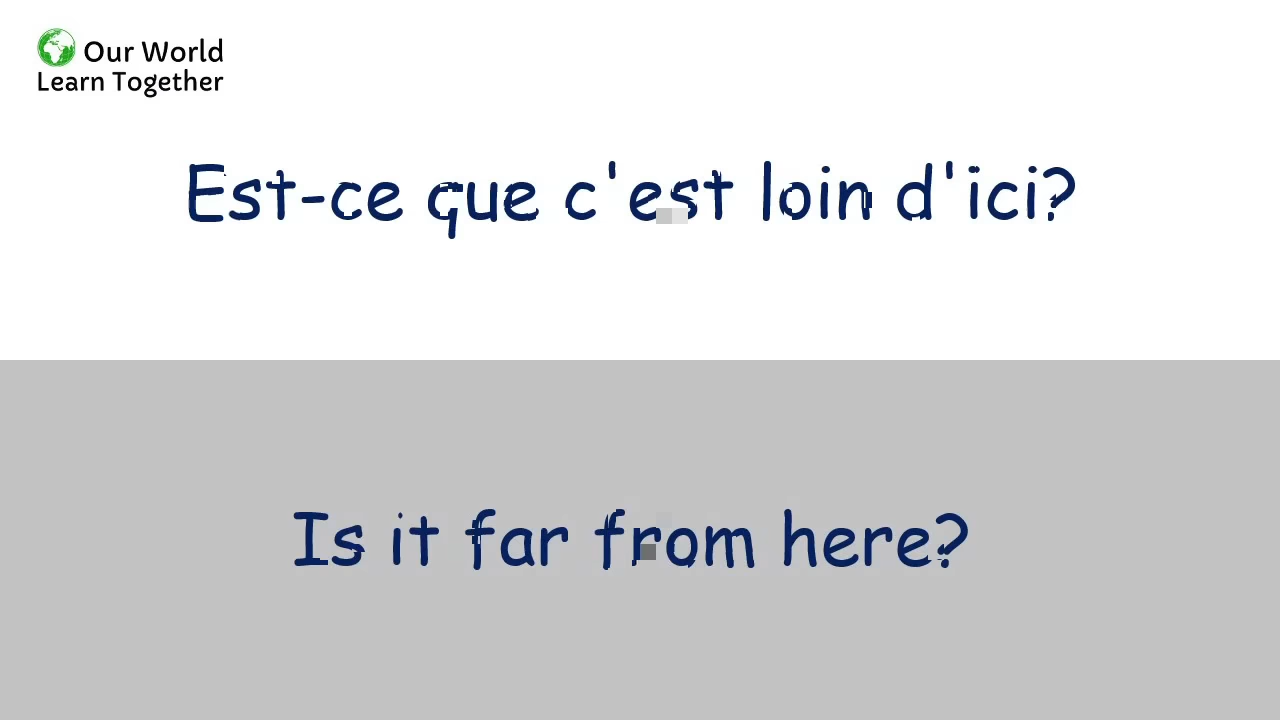 Our World
Learn Together
Est-ce que c'est loin d'ici?
Is it far from here?